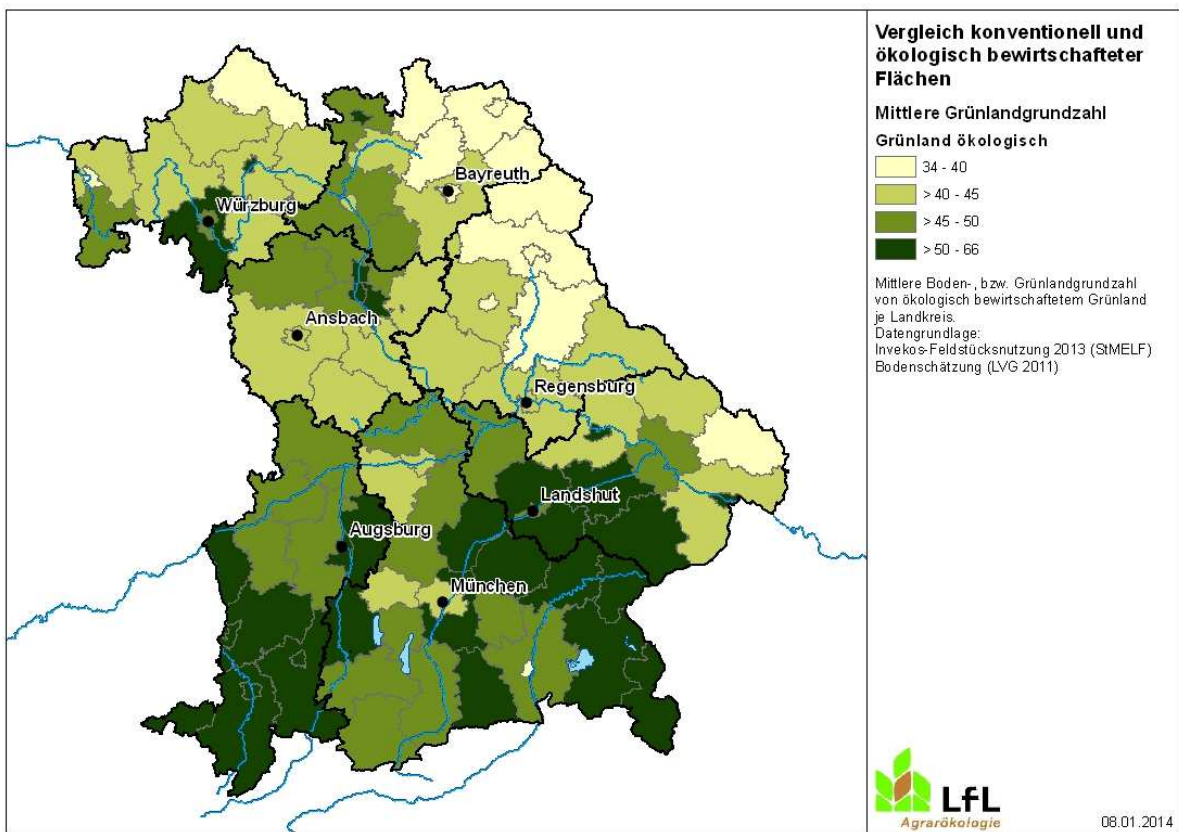 Vergleich konventionell und
ökologisch bewirtschafteter
Flächen
Mittlere Grünlandgrundzahl
Grünland ökologisch
34 - 40
> 40 - 45
> 45 - 50
> 50 - 66
Mittlere Boden-, bzw. Grünlandgrundzahl
von ökologisch bewirtschaftetem Grünland
je Landkreis.
Datengrundlage:
Invekos-Feldstücksnutzung 2013 (StMELF)
Bodenschätzung (LVG 2011)
Bayreuth
Würzburg
Ansbach
Regensburg
Landshut
Augsburg
München
LfL
Agrarökologie
08.01.2014